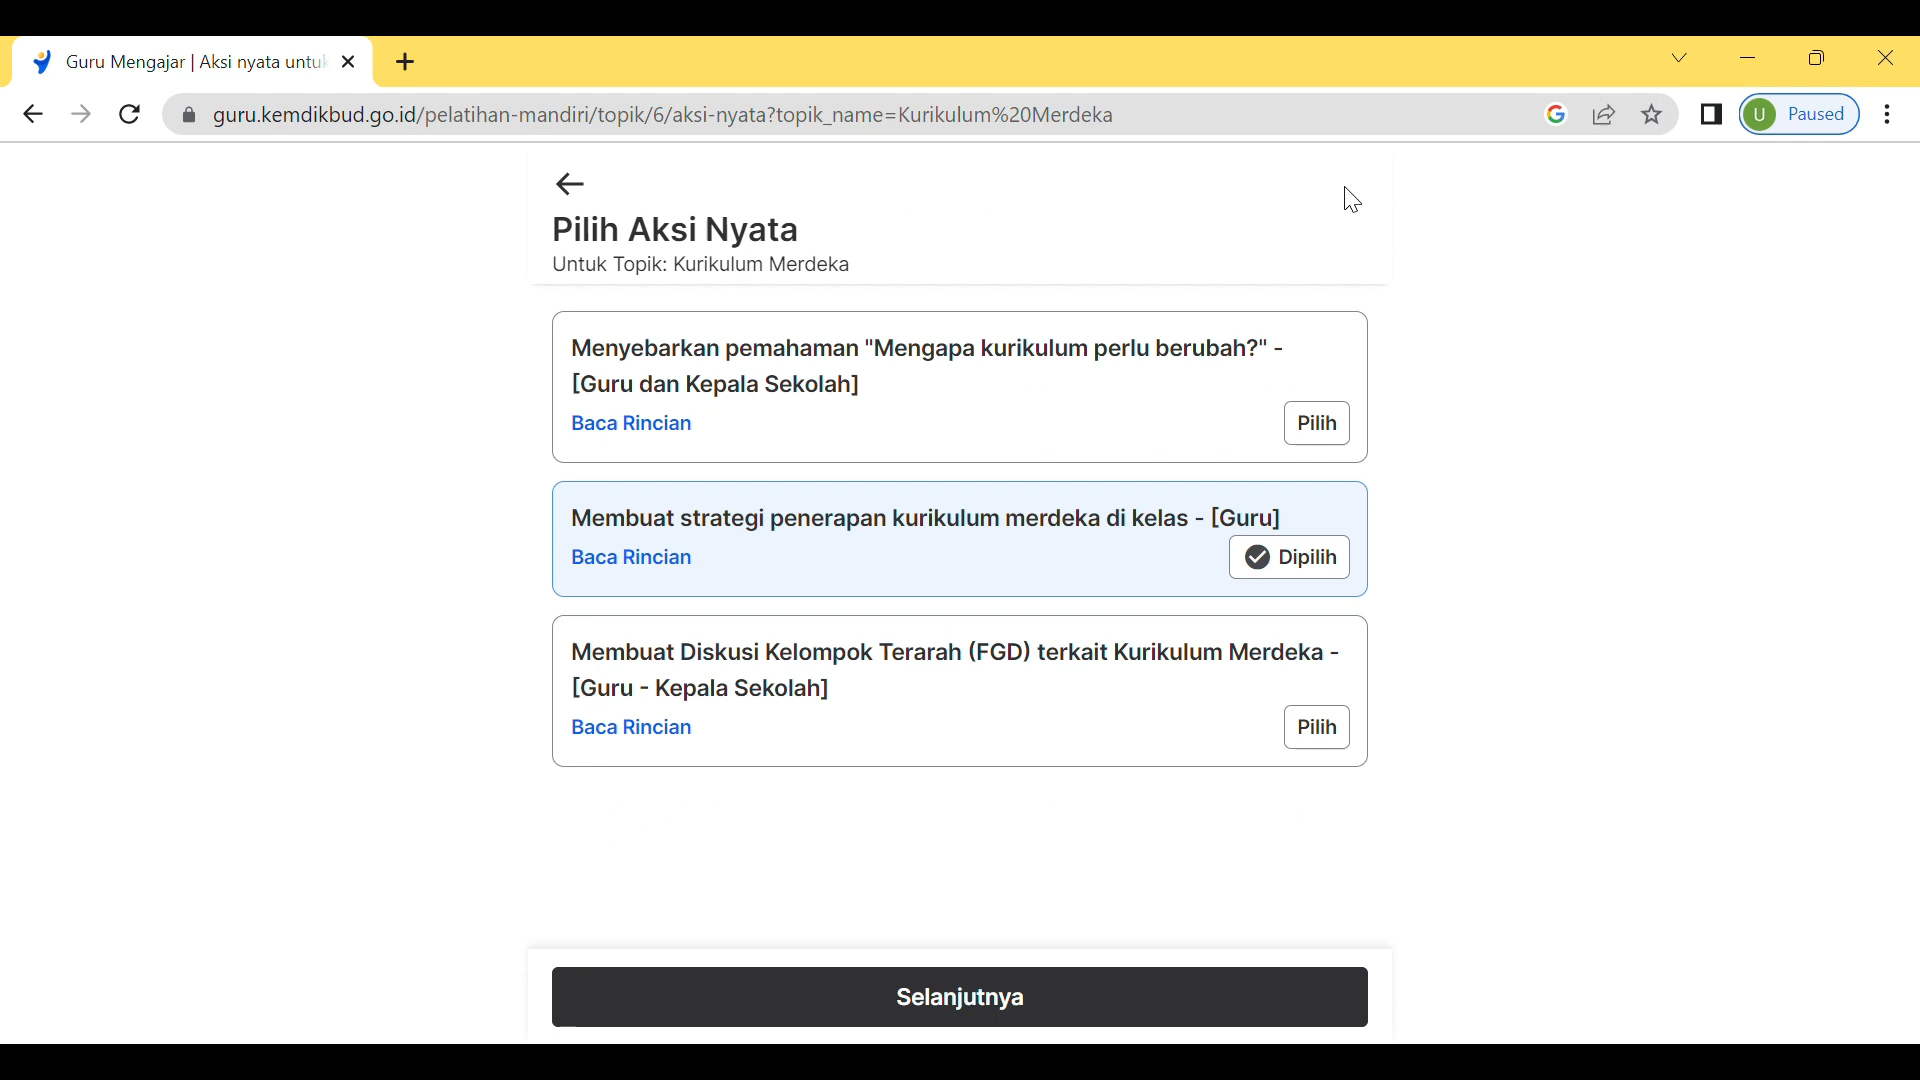 Guru Mengajar | Aksi nyata untuk
guru.kemdikbud.go.id/pelatihan-mandiri/topik/6/aksi-nyata?topik_name=Kurikulum%20Merdeka
U
Paused
Pilih Aksi Nyata
Untuk Topik: Kurikulum Merdeka
Menyebarkan pemahaman "Mengapa kurikulum perlu berubah?" -
[Guru dan Kepala Sekolah]
Baca Rincian
Pilih
Membuat strategi penerapan kurikulum merdeka di kelas - [Guru]
Baca Rincian
Dipilih
Membuat Diskusi Kelompok Terarah (FGD) terkait Kurikulum Merdeka -
[Guru - Kepala Sekolah]
Baca Rincian
Pilih
Selanjutnya